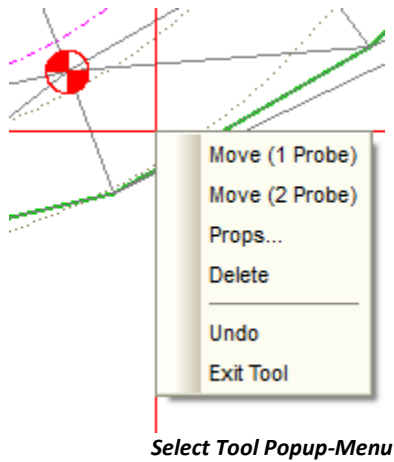 Move (1 Probe)
Move (2 Probe)
Props...
Delete
Undo
Exit Tool
Select Tool Popup-Menu